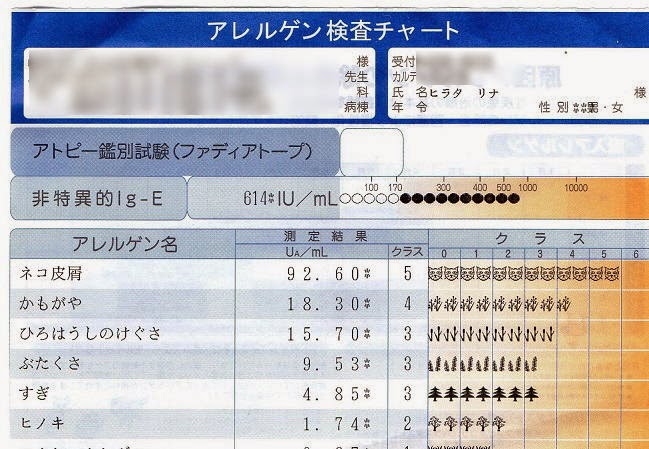 アレルゲン検査チャート
様
先生
科
病棟
受付
カルテ
氏 名 ヒラタ リナ 様
年 令 性別 **男・女
アトピー鑑別試験(ファディアトープ)
非特異的Ig-E 614** IU/mL 100 170 300 400 500 1000 10000
アレルゲン名 測定結果 クラス
UA/mL クラス 0 1 2 3 4 5 6
ネコ皮屑 92.60** 5
かもがや 18.30** 4
ひろはうしのけぐさ 15.70** 3
ぶたくさ 9.53** 3
すぎ 4.85** 3
ヒノキ 1.74** 2